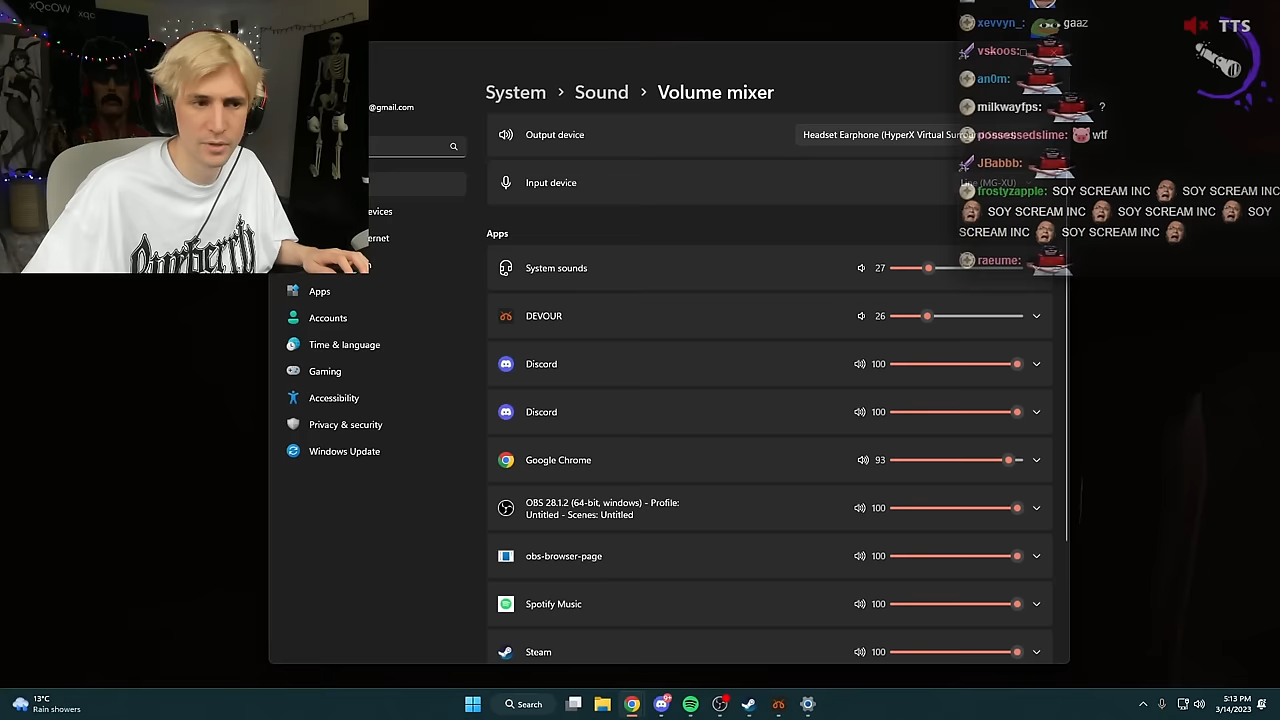 xQcOW
xqc
@gmail.com
evices
ernet
Apps
Accounts
Time & language
Gaming
Accessibility
Privacy & security
Windows Update
System > Sound > Volume mixer
Output device
Headset Earphone (HyperX Virtual Surr
Input device
Line (MG-XU)
Apps
System sounds
27
DEVOUR
26
Discord
100
Discord
100
Google Chrome
93
OBS 28.1.2 (64-bit, windows) - Profile:
Untitled - Scenes: Untitled
100
obs-browser-page
100
Spotify Music
100
Steam
100
xevvyn_: gaaz
vskoos:
an0m:
milkwayfps: ?
possessedslime: wtf
JBabbb:
frostyzapple: SOY SCREAM INC SOY SCREAM INC
SOY SCREAM INC SOY SCREAM INC SOY
SCREAM INC SOY SCREAM INC
raeume:
TTS
13°C
Rain showers
Search
5:13 PM
3/14/2023